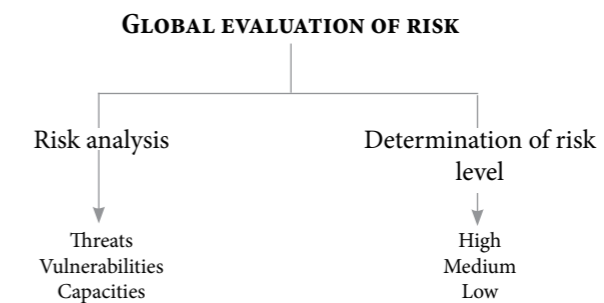 GLOBAL EVALUATION OF RISK
Risk analysis
Determination of risk
level
Threats
Vulnerabilities
Capacities
High
Medium
Low